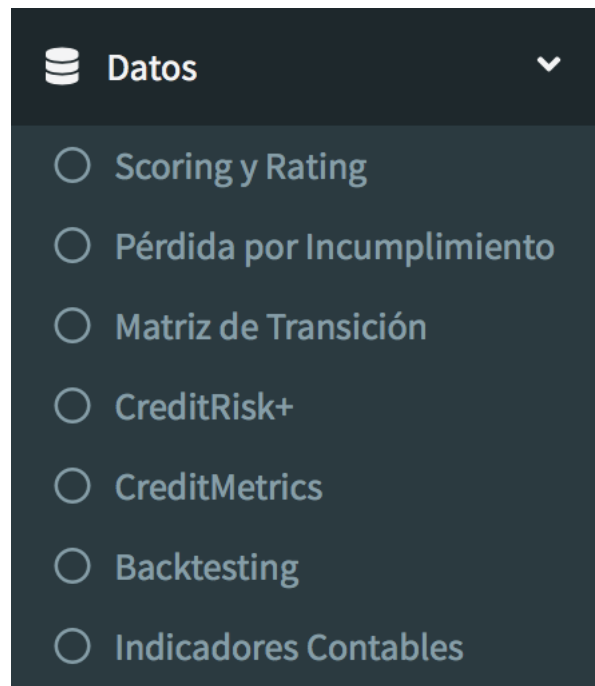 Datos
Scoring y Rating
Pérdida por Incumplimiento
Matriz de Transición
CreditRisk+
CreditMetrics
Backtesting
Indicadores Contables